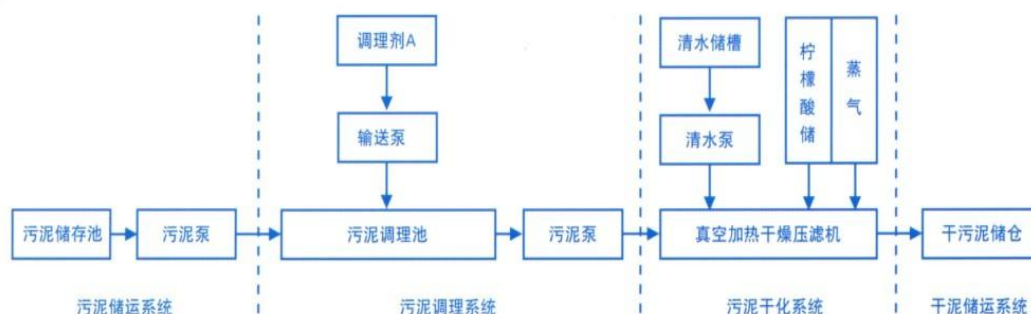 调理剂A
清水储槽
柠檬酸储
蒸气
输送泵
清水泵
污泥储存池
污泥泵
污泥调理池
污泥泵
真空加热干燥压滤机
干污泥储仓
污泥储运系统
污泥调理系统
污泥干化系统
干泥储运系统